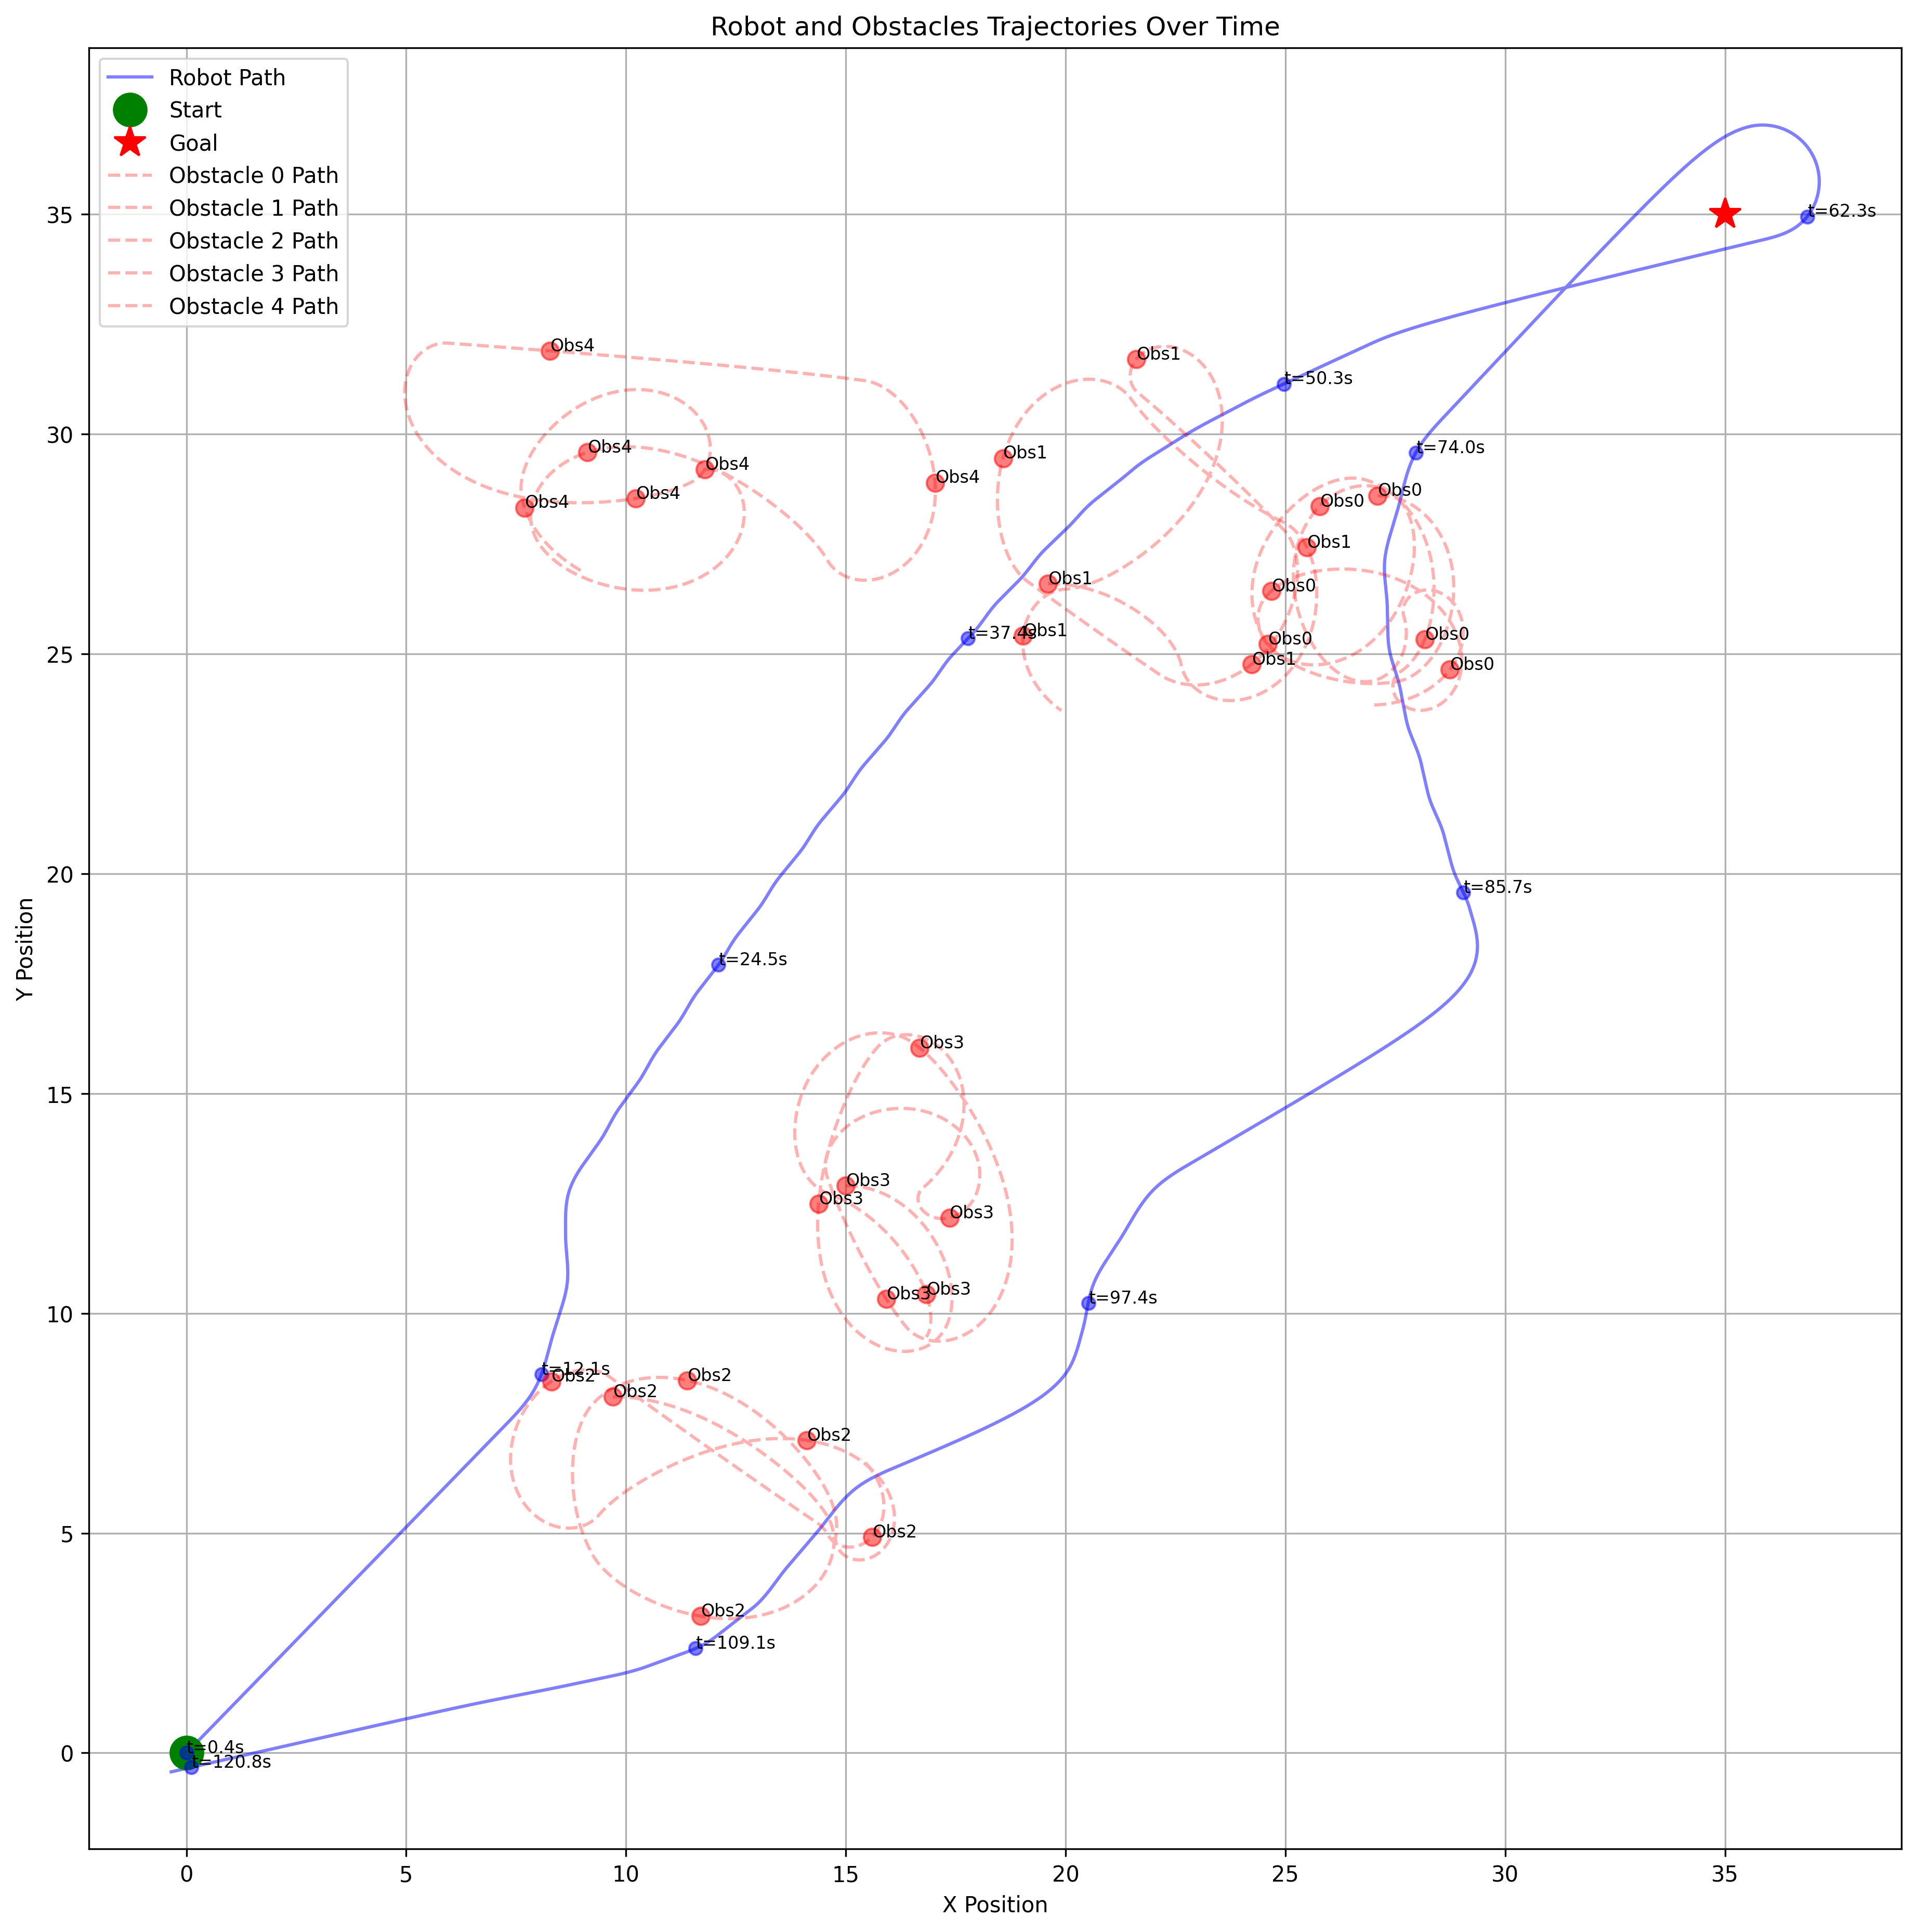 Robot and Obstacles Trajectories Over Time
Robot Path
Start
Goal
Obstacle 0 Path
Obstacle 1 Path
Obstacle 2 Path
Obstacle 3 Path
Obstacle 4 Path
Y Position
35
30
25
20
15
10
5
0
t=62.3s
Obs4
Obs1
t=50.3s
Obs4
Obs1
t=74.0s
Obs4
Obs4
Obs4
Obs4
Obs0
Obs0
Obs1
Obs1
Obs0
t=37.4s
Obs1
Obs0
Obs0
Obs1
Obs0
t=85.7s
t=24.5s
Obs3
Obs3
Obs3
Obs3
Obs3
Obs3
t=97.4s
t=12.1s
Obs2
Obs2
Obs2
Obs2
Obs2
Obs2
t=109.1s
t=0.4s
t=120.8s
0
5
10
15
20
25
30
35
X Position